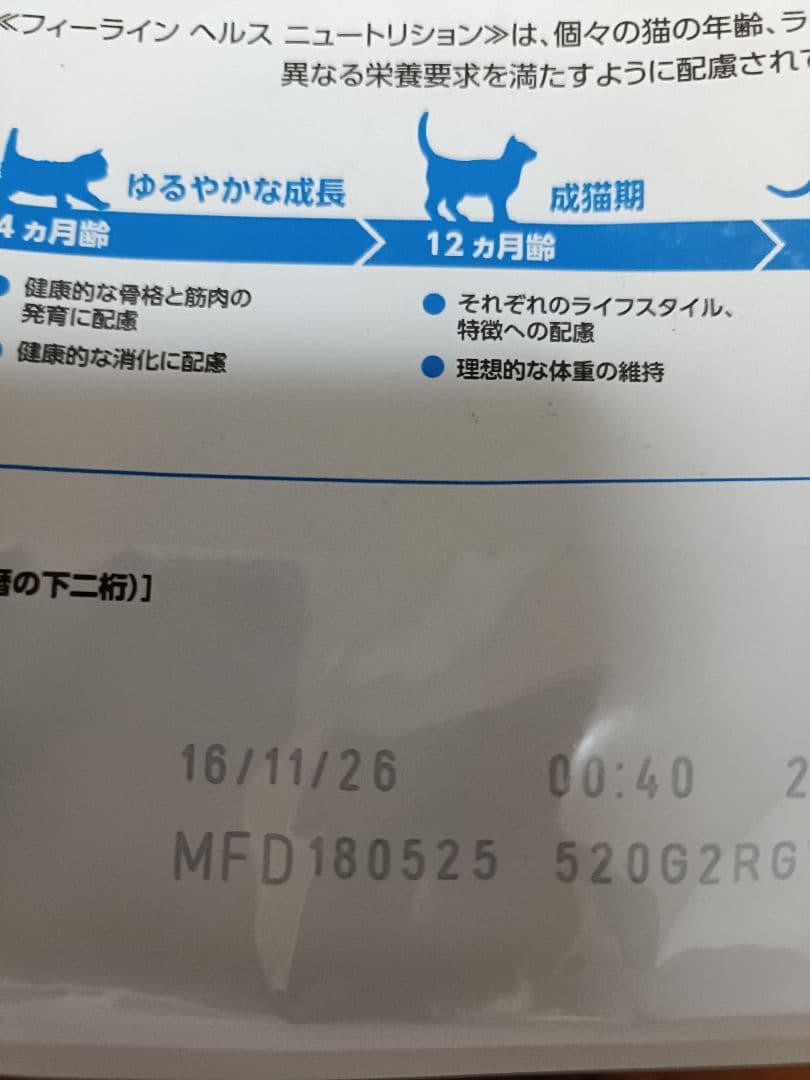 ≪フィーライン ヘルス ニュートリション≫は、個々の猫の年齢、ラ
異なる栄養要求を満たすように配慮されて
ゆるやかな成長
成猫期
4 ヵ月齢
12 ヵ月齢
健康的な骨格と筋肉の
発育に配慮
健康的な消化に配慮
それぞれのライフスタイル、
特徴への配慮
理想的な体重の維持
暦の下二桁)]
16/11/26 00:40 2
MFD180525 520G2RG